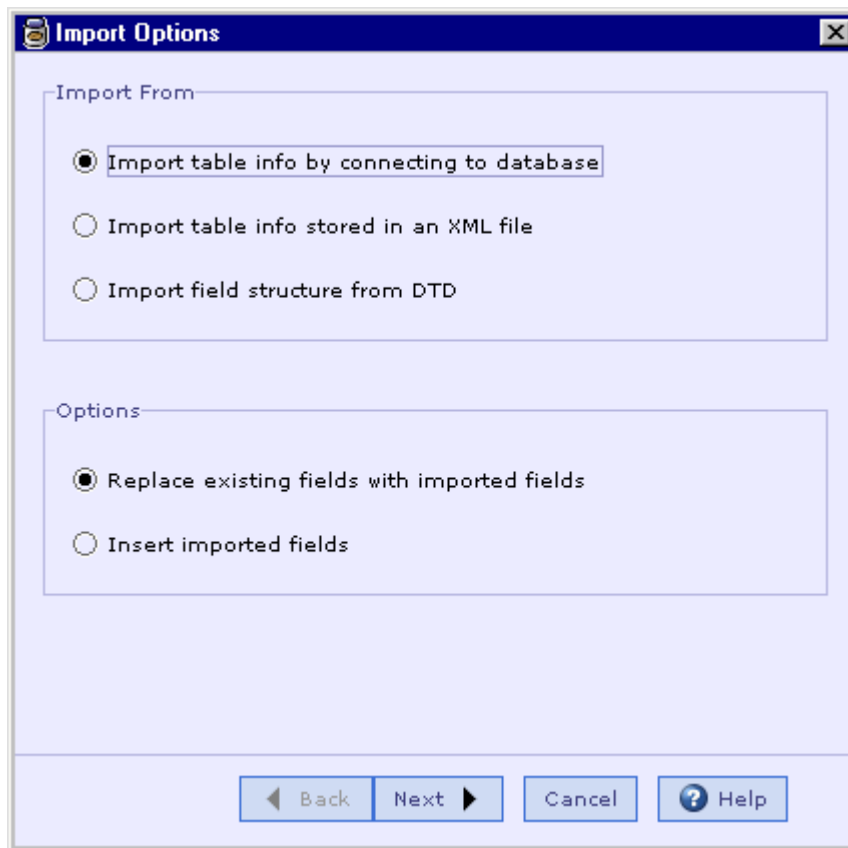 Import Options
Import From
Import table info by connecting to database
Import table info stored in an XML file
Import field structure from DTD
Options
Replace existing fields with imported fields
Insert imported fields
Back Next Cancel ? Help